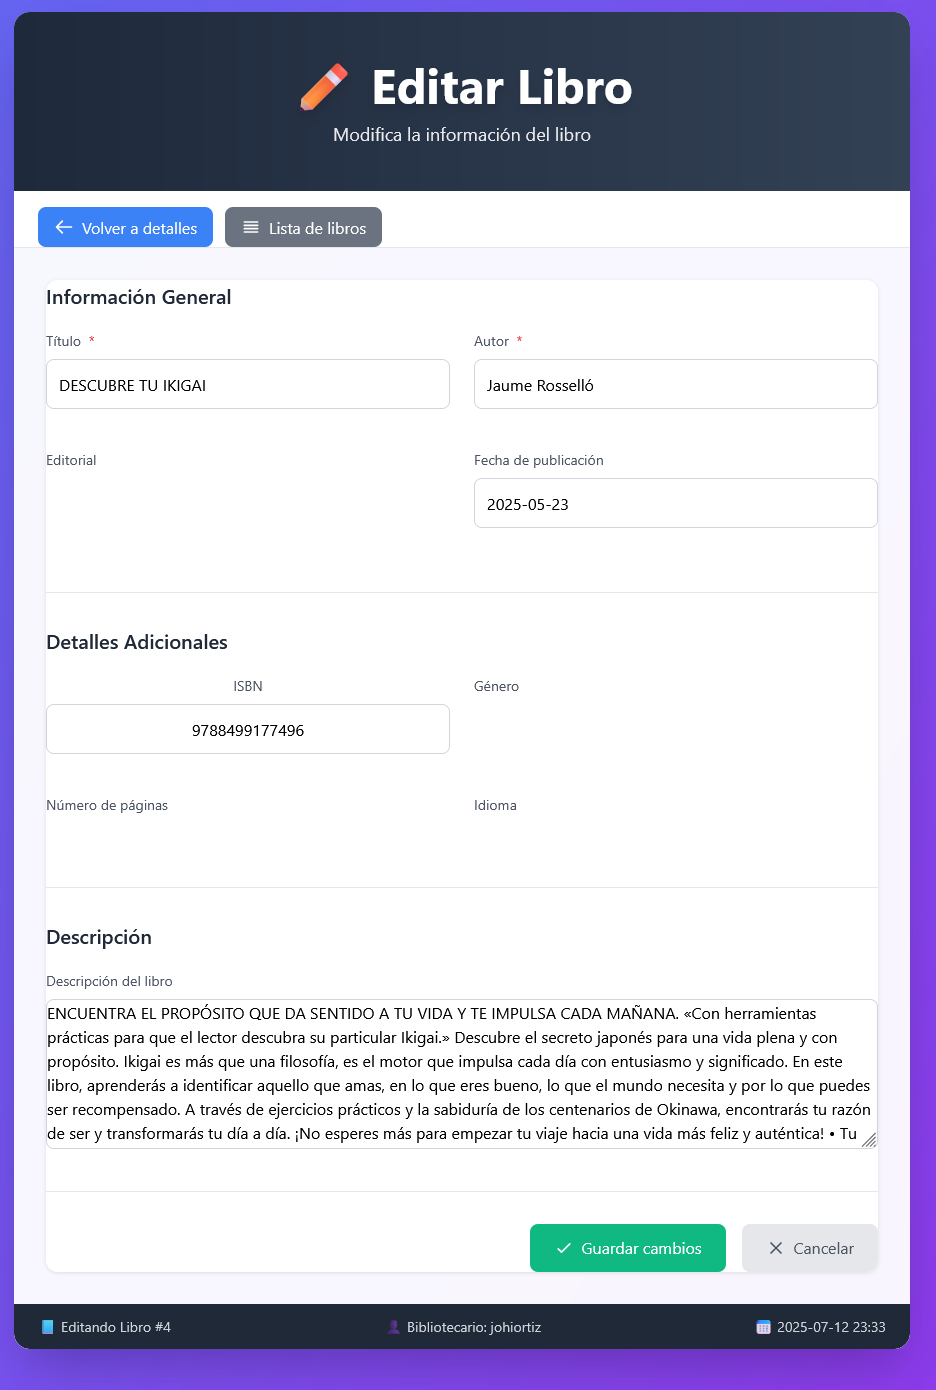 Editar Libro
Modifica la información del libro
Volver a detalles
Lista de libros
Información General
Título *
Autor *
DESCUBRE TU IKIGAI
Jaume Rosselló
Editorial
Fecha de publicación
2025-05-23
Detalles Adicionales
ISBN
Género
9788499177496
Número de páginas
Idioma
Descripción
Descripción del libro
ENCUENTRA EL PROPÓSITO QUE DA SENTIDO A TU VIDA Y TE IMPULSA CADA MAÑANA. «Con herramientas
prácticas para que el lector descubra su particular Ikigai.» Descubre el secreto japonés para una vida plena y con
propósito. Ikigai es más que una filosofía, es el motor que impulsa cada día con entusiasmo y significado. En este
libro, aprenderás a identificar aquello que amas, en lo que eres bueno, lo que el mundo necesita y por lo que puedes
ser recompensado. A través de ejercicios prácticos y la sabiduría de los centenarios de Okinawa, encontrarás tu razón
de ser y transformarás tu día a día. ¡No esperes más para empezar tu viaje hacia una vida más feliz y auténtica! • Tu
Guardar cambios
Cancelar
Editando Libro #4
Bibliotecario: johiortiz
2025-07-12 23:33